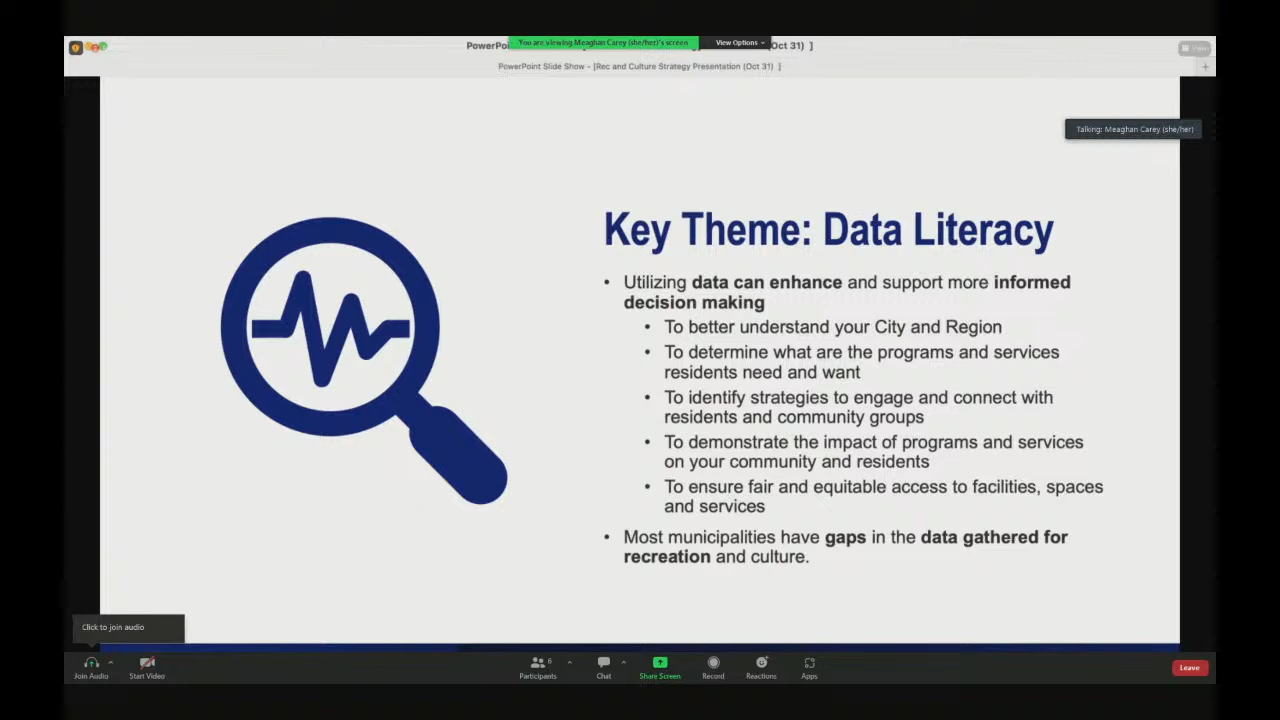 PowerPoi
You are viewing Meaghan Carey (she/her)'s screen
View Options
(Oct 31) ]
View
PowerPoint Slide Show - [Rec and Culture Strategy Presentation (Oct 31) ]
+
Talking: Meaghan Carey (she/her)
Key Theme: Data Literacy
• Utilizing data can enhance and support more informed
decision making
• To better understand your City and Region
• To determine what are the programs and services
residents need and want
• To identify strategies to engage and connect with
residents and community groups
• To demonstrate the impact of programs and services
on your community and residents
• To ensure fair and equitable access to facilities, spaces
and services
• Most municipalities have gaps in the data gathered for
recreation and culture.
Click to join audio
6
Join Audio
Start Video
Participants
Chat
Share Screen
Record
Reactions
Apps
Leave